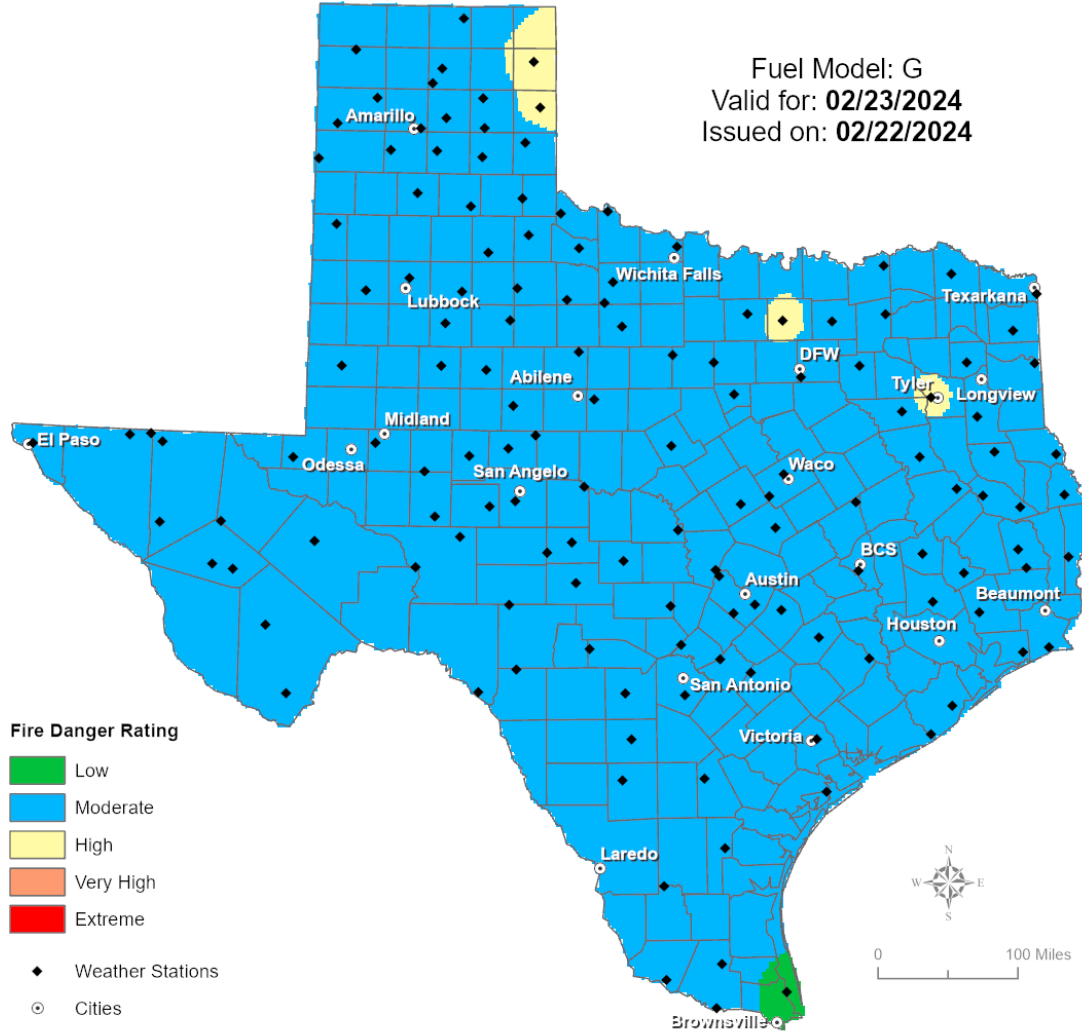 Fuel Model: G
Valid for: 02/23/2024
Issued on: 02/22/2024
Amarillo
Wichita Falls
Lubbock
Texarkana
DFW
Abilene
Tyler
Longview
Midland
El Paso
Odessa
San Angelo
Waco
BCS
Austin
Beaumont
Houston
San Antonio
Victoria
Laredo
Brownsville
Fire Danger Rating
Low
Moderate
High
Very High
Extreme
Weather Stations
Cities
N
W E
S
0 100 Miles